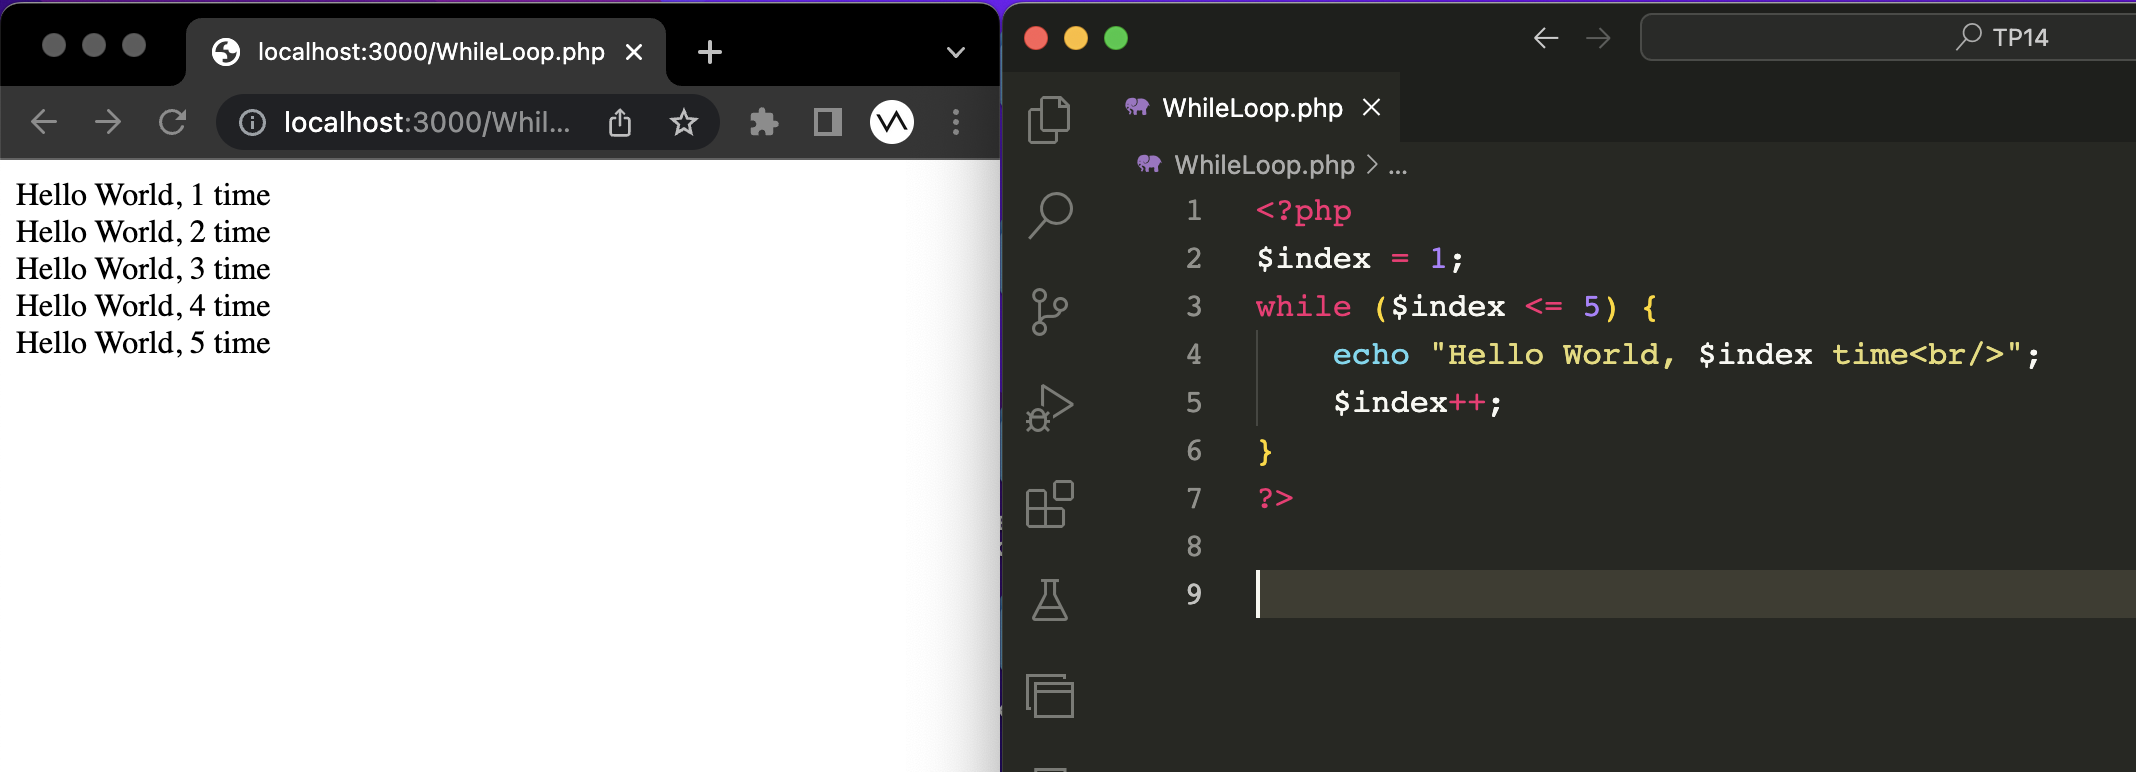 localhost:3000/WhileLoop.php
localhost:3000/Whil...
Hello World, 1 time
Hello World, 2 time
Hello World, 3 time
Hello World, 4 time
Hello World, 5 time
TP14
WhileLoop.php
WhileLoop.php > ...
1 <?php
2 $index = 1;
3 while ($index <= 5) {
4     echo "Hello World, $index time<br/>";
5     $index++;
6 }
7 ?>
8
9